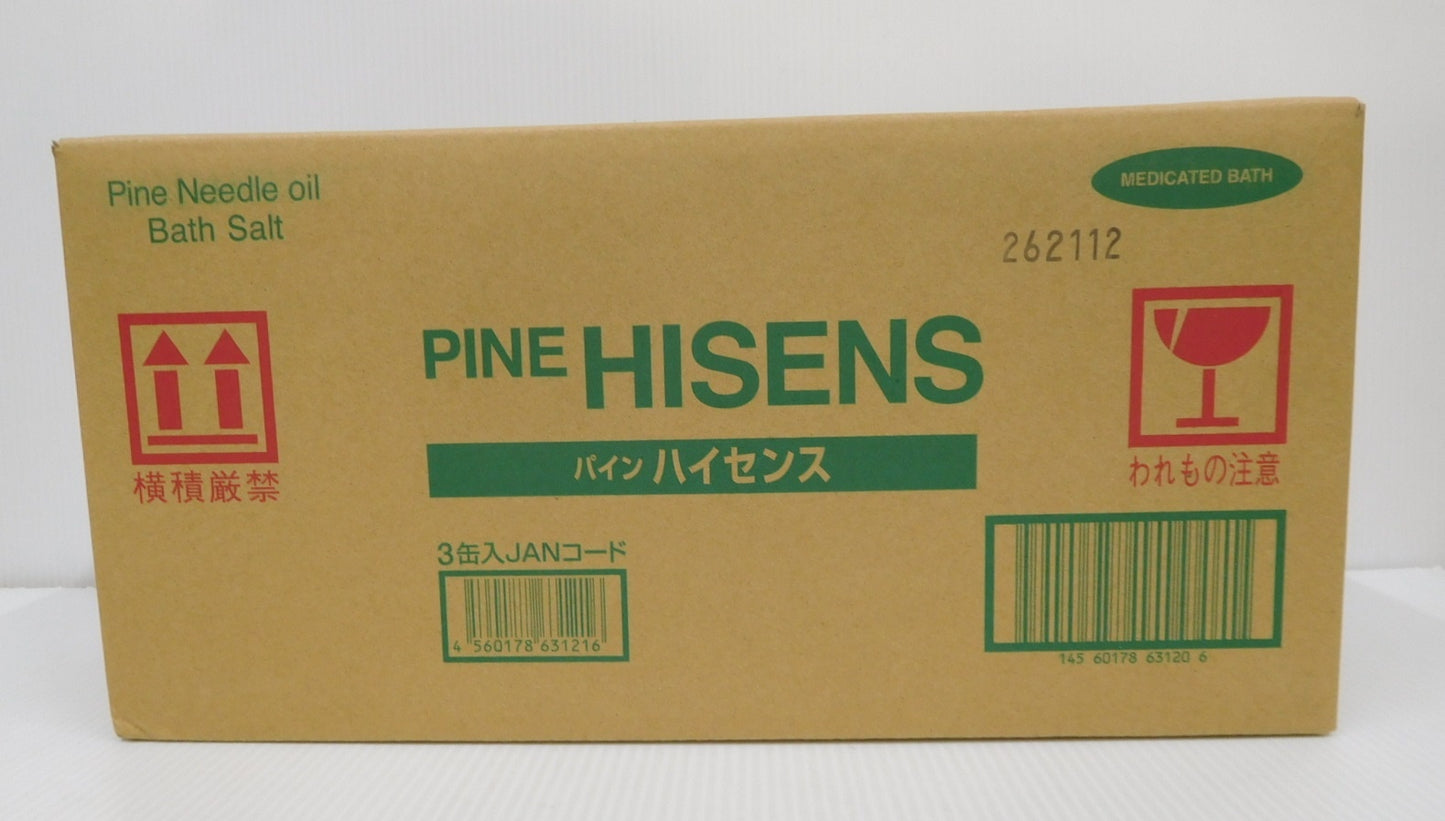 Pine Needle oil
Bath Salt
MEDICATED BATH
262112
PINE HISENS
パイン ハイセンス
横積厳禁
われもの注意
3缶入JANコード
4 560178 631216
145 60178 63120 6